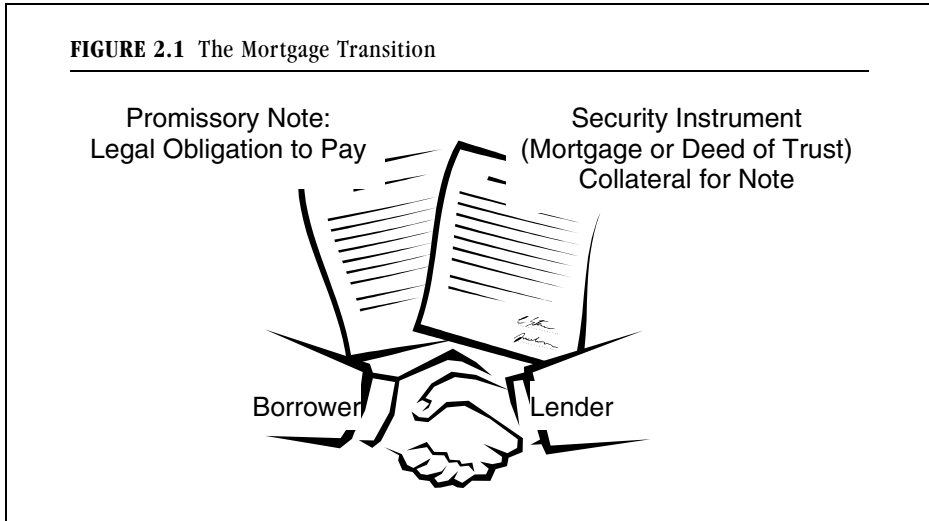 FIGURE 2.1 The Mortgage Transition
Promissory Note:
Legal Obligation to Pay
Security Instrument
(Mortgage or Deed of Trust)
Collateral for Note
Borrower
Lender